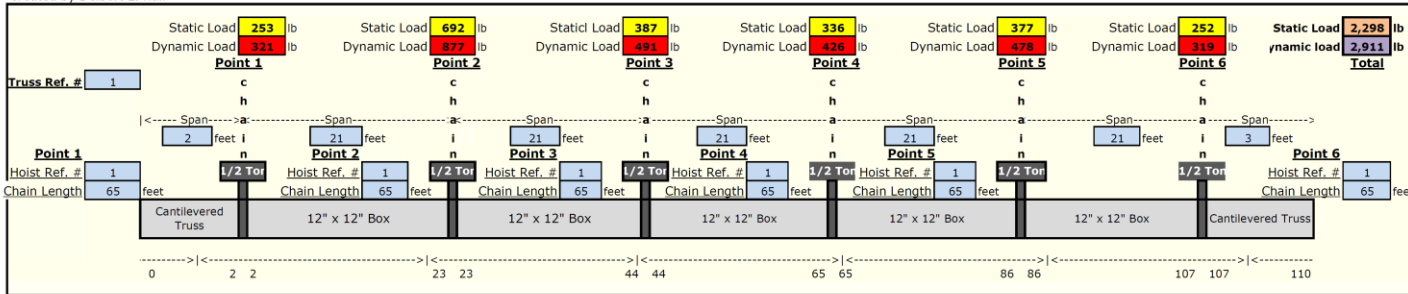 Static Load 253 lb Static Load 692 lb Staticl Load 387 lb Static Load 336 lb Static Load 377 lb Static Load 252 lb Static Load 2,298 lb
Dynamic Load 321 lb Dynamic Load 877 lb Dynamic Load 491 lb Dynamic Load 426 lb Dynamic Load 478 lb Dynamic Load 319 lb ynamic load 2,911 lb
Point 1 Point 2 Point 3 Point 4 Point 5 Point 6 Total
Truss Ref. # 1
c c c c c c
h h h h h h
|<----- Span -----a------Span------a------Span------a------Span------a------Span------a------Span------>
2 feet i 21 feet i 21 feet i 21 feet i 21 feet i 21 i 3 feet
Point 1 n Point 2 n Point 3 n Point 4 n Point 5 n n Point 6
Hoist Ref. # 1 1/2 Ton Hoist Ref. # 1 1/2 Ton Hoist Ref. # 1 1/2 Ton Hoist Ref. # 1 1/2 Ton Hoist Ref. # 1 1/2 Ton 1/2 Ton Hoist Ref. # 1
Chain Length 65 feet Chain Length 65 feet Chain Length 65 feet Chain Length 65 feet Chain Length 65 feet Chain Length 65 feet
Cantilevered Truss 12" x 12" Box 12" x 12" Box 12" x 12" Box 12" x 12" Box 12" x 12" Box Cantilevered Truss
0 2 2 23 23 44 44 65 65 86 86 107 107 110